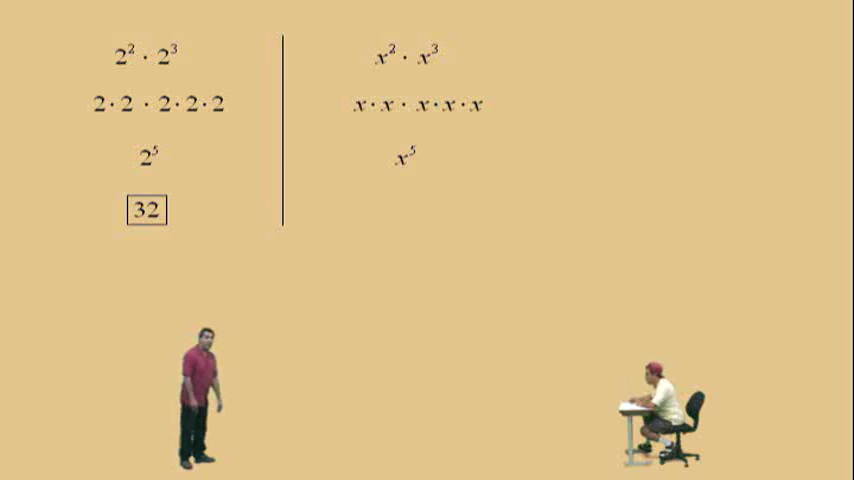 2² · 2³
2 · 2 · 2 · 2 · 2
2⁵
32
x² · x³
x · x · x · x · x
x⁵